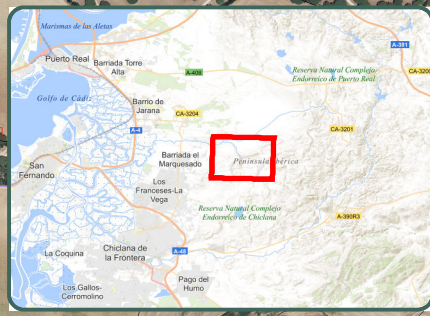 Marismas de las Aletas
A-381
Puerto Real
Barriada Torre
Alta
A-408
Reserva Natural Complejo
Endorreico de Puerto Real
CA-3200
Golfo de Cádiz
Barrio de
Jarana
CA-3204
A-4
CA-3201
San
Fernando
Barriada el
Marquesado
Península Ibérica
Los
Franceses-La
Vega
Reserva Natural Complejo
Endorreico de Chiclana
A-390R3
La Coquina
Chiclana de
la Frontera
A-48
Pago del
Humo
Los Gallos-
Cerromolino